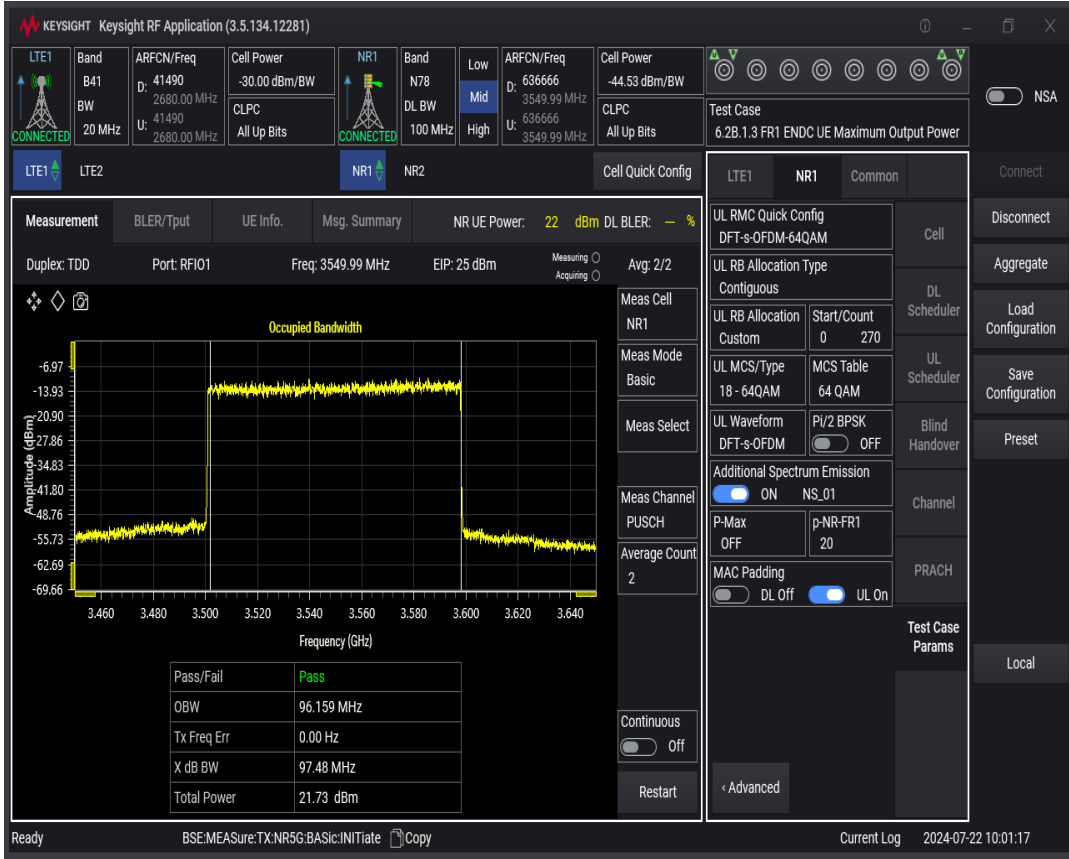 KEYSIGHT Keysight RF Application (3.5.134.12281)
LTE1 Band ARFCN/Freq Cell Power NR1 Band Low ARFCN/Freq Cell Power
B41 D: 41490 -30.00 dBm/BW N78 D: 636666 -44.53 dBm/BW
2680.00 MHz Mid 3549.99 MHz
BW CLPC DL BW CLPC Test Case
CONNECTED 20 MHz U: 41490 All Up Bits CONNECTED 100 MHz High U: 636666 All Up Bits 6.2B.1.3 FR1 ENDC UE Maximum Output Power
2680.00 MHz 3549.99 MHz
NSA
LTE1 LTE2 NR1 NR2 Cell Quick Config
Measurement BLER/Tput UE Info. Msg. Summary NR UE Power: 22 dBm DL BLER: -- %
Duplex: TDD Port: RFIO1 Freq: 3549.99 MHz EIP: 25 dBm Measuring Avg: 2/2
Acquiring
Occupied Bandwidth
-6.97
-13.93
-20.90
-27.86
-34.83
-41.80
-48.76
-55.73
-62.69
-69.66
Amplitude (dBm)
3.460 3.480 3.500 3.520 3.540 3.560 3.580 3.600 3.620 3.640
Frequency (GHz)
Pass/Fail Pass
OBW 96.159 MHz
Tx Freq Err 0.00 Hz
X dB BW 97.48 MHz
Total Power 21.73 dBm
Meas Cell
NR1
Meas Mode
Basic
Meas Select
Meas Channel
PUSCH
Average Count
2
Continuous
Off
Restart
LTE1 NR1 Common
UL RMC Quick Config
DFT-s-OFDM-64QAM
UL RB Allocation Type
Contiguous
UL RB Allocation Start/Count
Custom 0 270
UL MCS/Type MCS Table
18 - 64QAM 64 QAM
UL Waveform Pi/2 BPSK
DFT-s-OFDM OFF
Additional Spectrum Emission
ON NS_01
P-Max p-NR-FR1
OFF 20
MAC Padding
DL Off UL On
‹ Advanced
Cell
DL
Scheduler
UL
Scheduler
Blind
Handover
Channel
PRACH
Test Case
Params
Connect
Disconnect
Aggregate
Load
Configuration
Save
Configuration
Preset
Local
Ready BSE:MEASure:TX:NR5G:BASic:INITiate Copy Current Log 2024-07-22 10:01:17